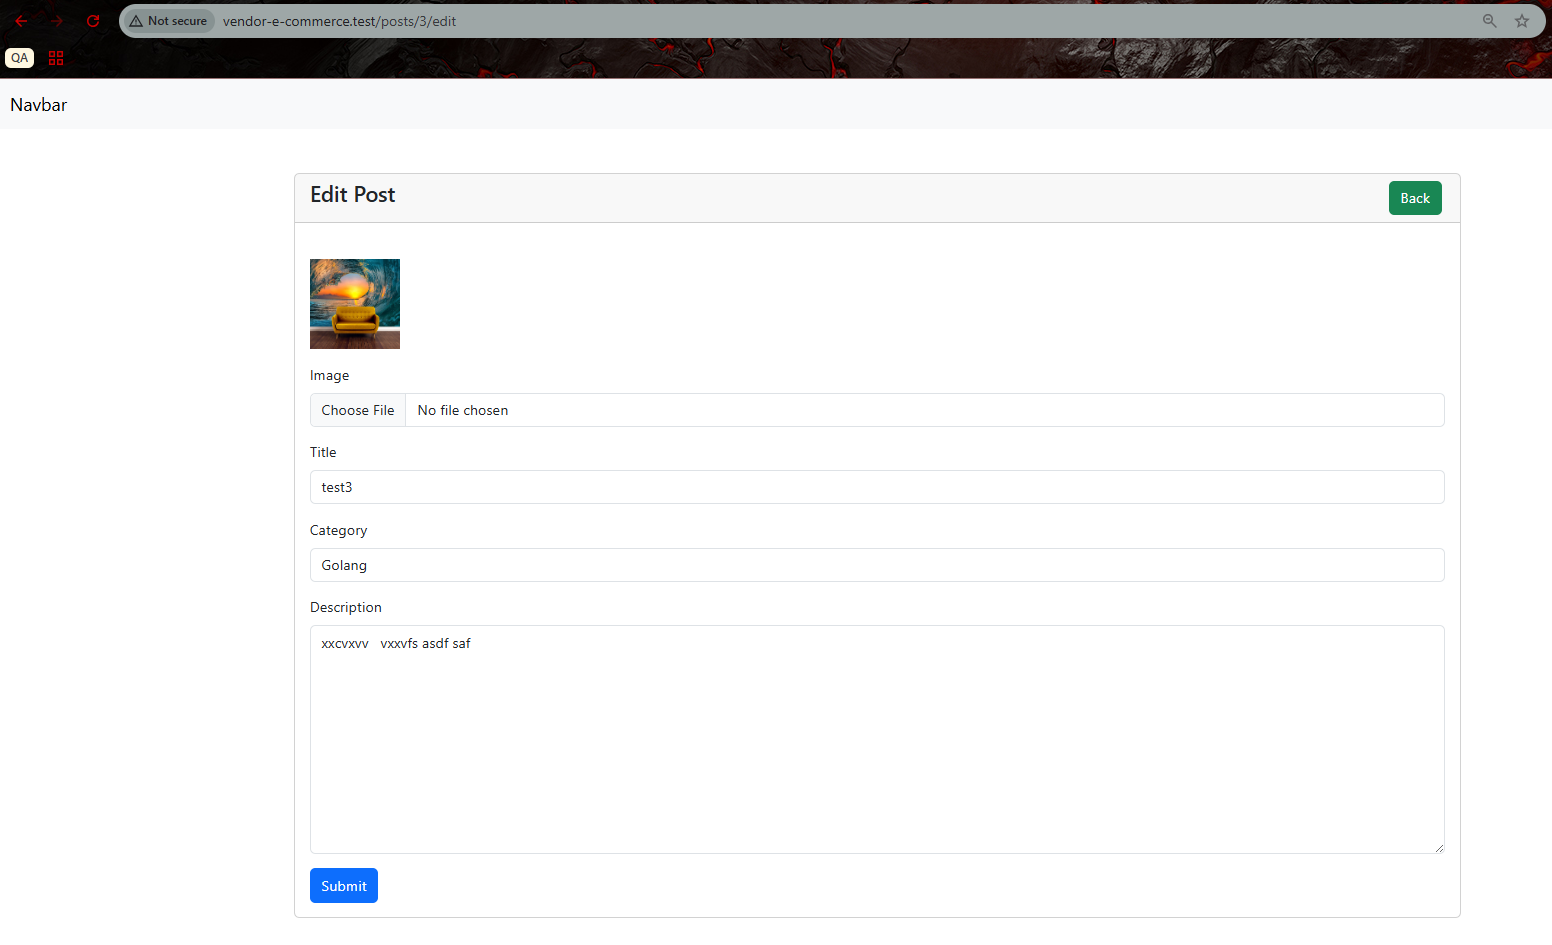 Not secure vendor-e-commerce.test/posts/3/edit
QA
Navbar
Edit Post
Back
Image
Choose File No file chosen
Title
test3
Category
Golang
Description
xxcvxvv   vxxvfs asdf saf
Submit